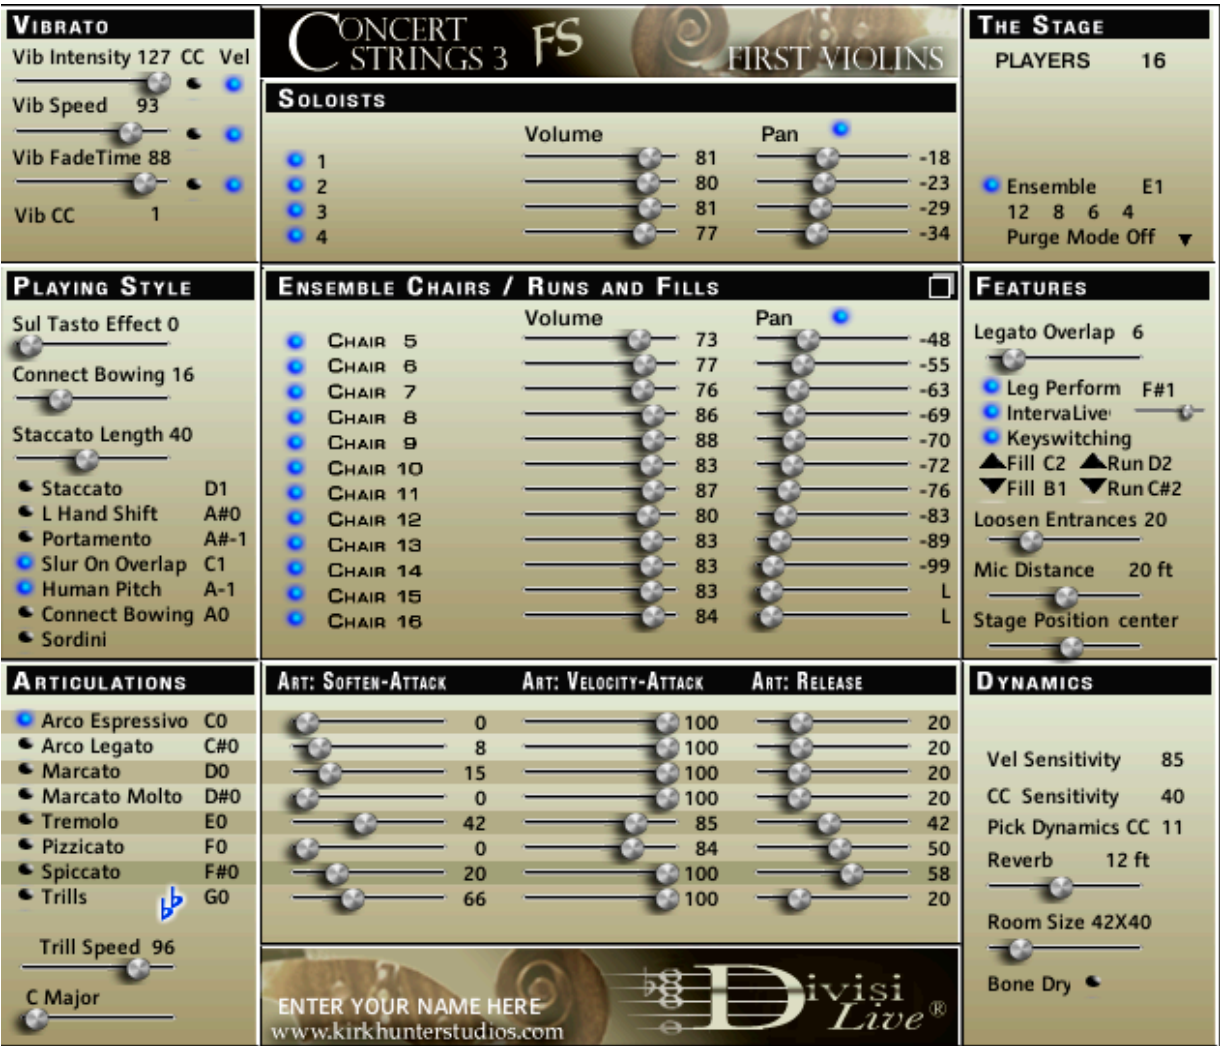 VIBRATO
Vib Intensity 127 CC Vel
Vib Speed 93
Vib FadeTime 88
Vib CC 1
CONCERT STRINGS 3 FS
FIRST VIOLINS
SOLOISTS
Volume Pan
1 81 -18
2 80 -23
3 81 -29
4 77 -34
THE STAGE
PLAYERS 16
Ensemble E1
12 8 6 4
Purge Mode Off
PLAYING STYLE
Sul Tasto Effect 0
Connect Bowing 16
Staccato Length 40
Staccato D1
L Hand Shift A#0
Portamento A#-1
Slur On Overlap C1
Human Pitch A-1
Connect Bowing A0
Sordini
ENSEMBLE CHAIRS / RUNS AND FILLS
Volume Pan
CHAIR 5 73 -48
CHAIR 6 77 -55
CHAIR 7 76 -63
CHAIR 8 86 -69
CHAIR 9 88 -70
CHAIR 10 83 -72
CHAIR 11 87 -76
CHAIR 12 80 -83
CHAIR 13 83 -89
CHAIR 14 83 -99
CHAIR 15 83 L
CHAIR 16 84 L
FEATURES
Legato Overlap 6
Leg Perform F#1
IntervaLive
Keyswitching
Fill C2 Run D2
Fill B1 Run C#2
Loosen Entrances 20
Mic Distance 20 ft
Stage Position center
ARTICULATIONS
Arco Espressivo C0
Arco Legato C#0
Marcato D0
Marcato Molto D#0
Tremolo E0
Pizzicato F0
Spiccato F#0
Trills ♭♭ G0
Trill Speed 96
C Major
ART: SOFTEN-ATTACK ART: VELOCITY-ATTACK ART: RELEASE
0 100 20
8 100 20
15 100 20
0 100 20
42 85 42
0 84 50
20 100 58
66 100 20
ENTER YOUR NAME HERE
www.kirkhunterstudios.com
Divisi
Live®
DYNAMICS
Vel Sensitivity 85
CC Sensitivity 40
Pick Dynamics CC 11
Reverb 12 ft
Room Size 42X40
Bone Dry